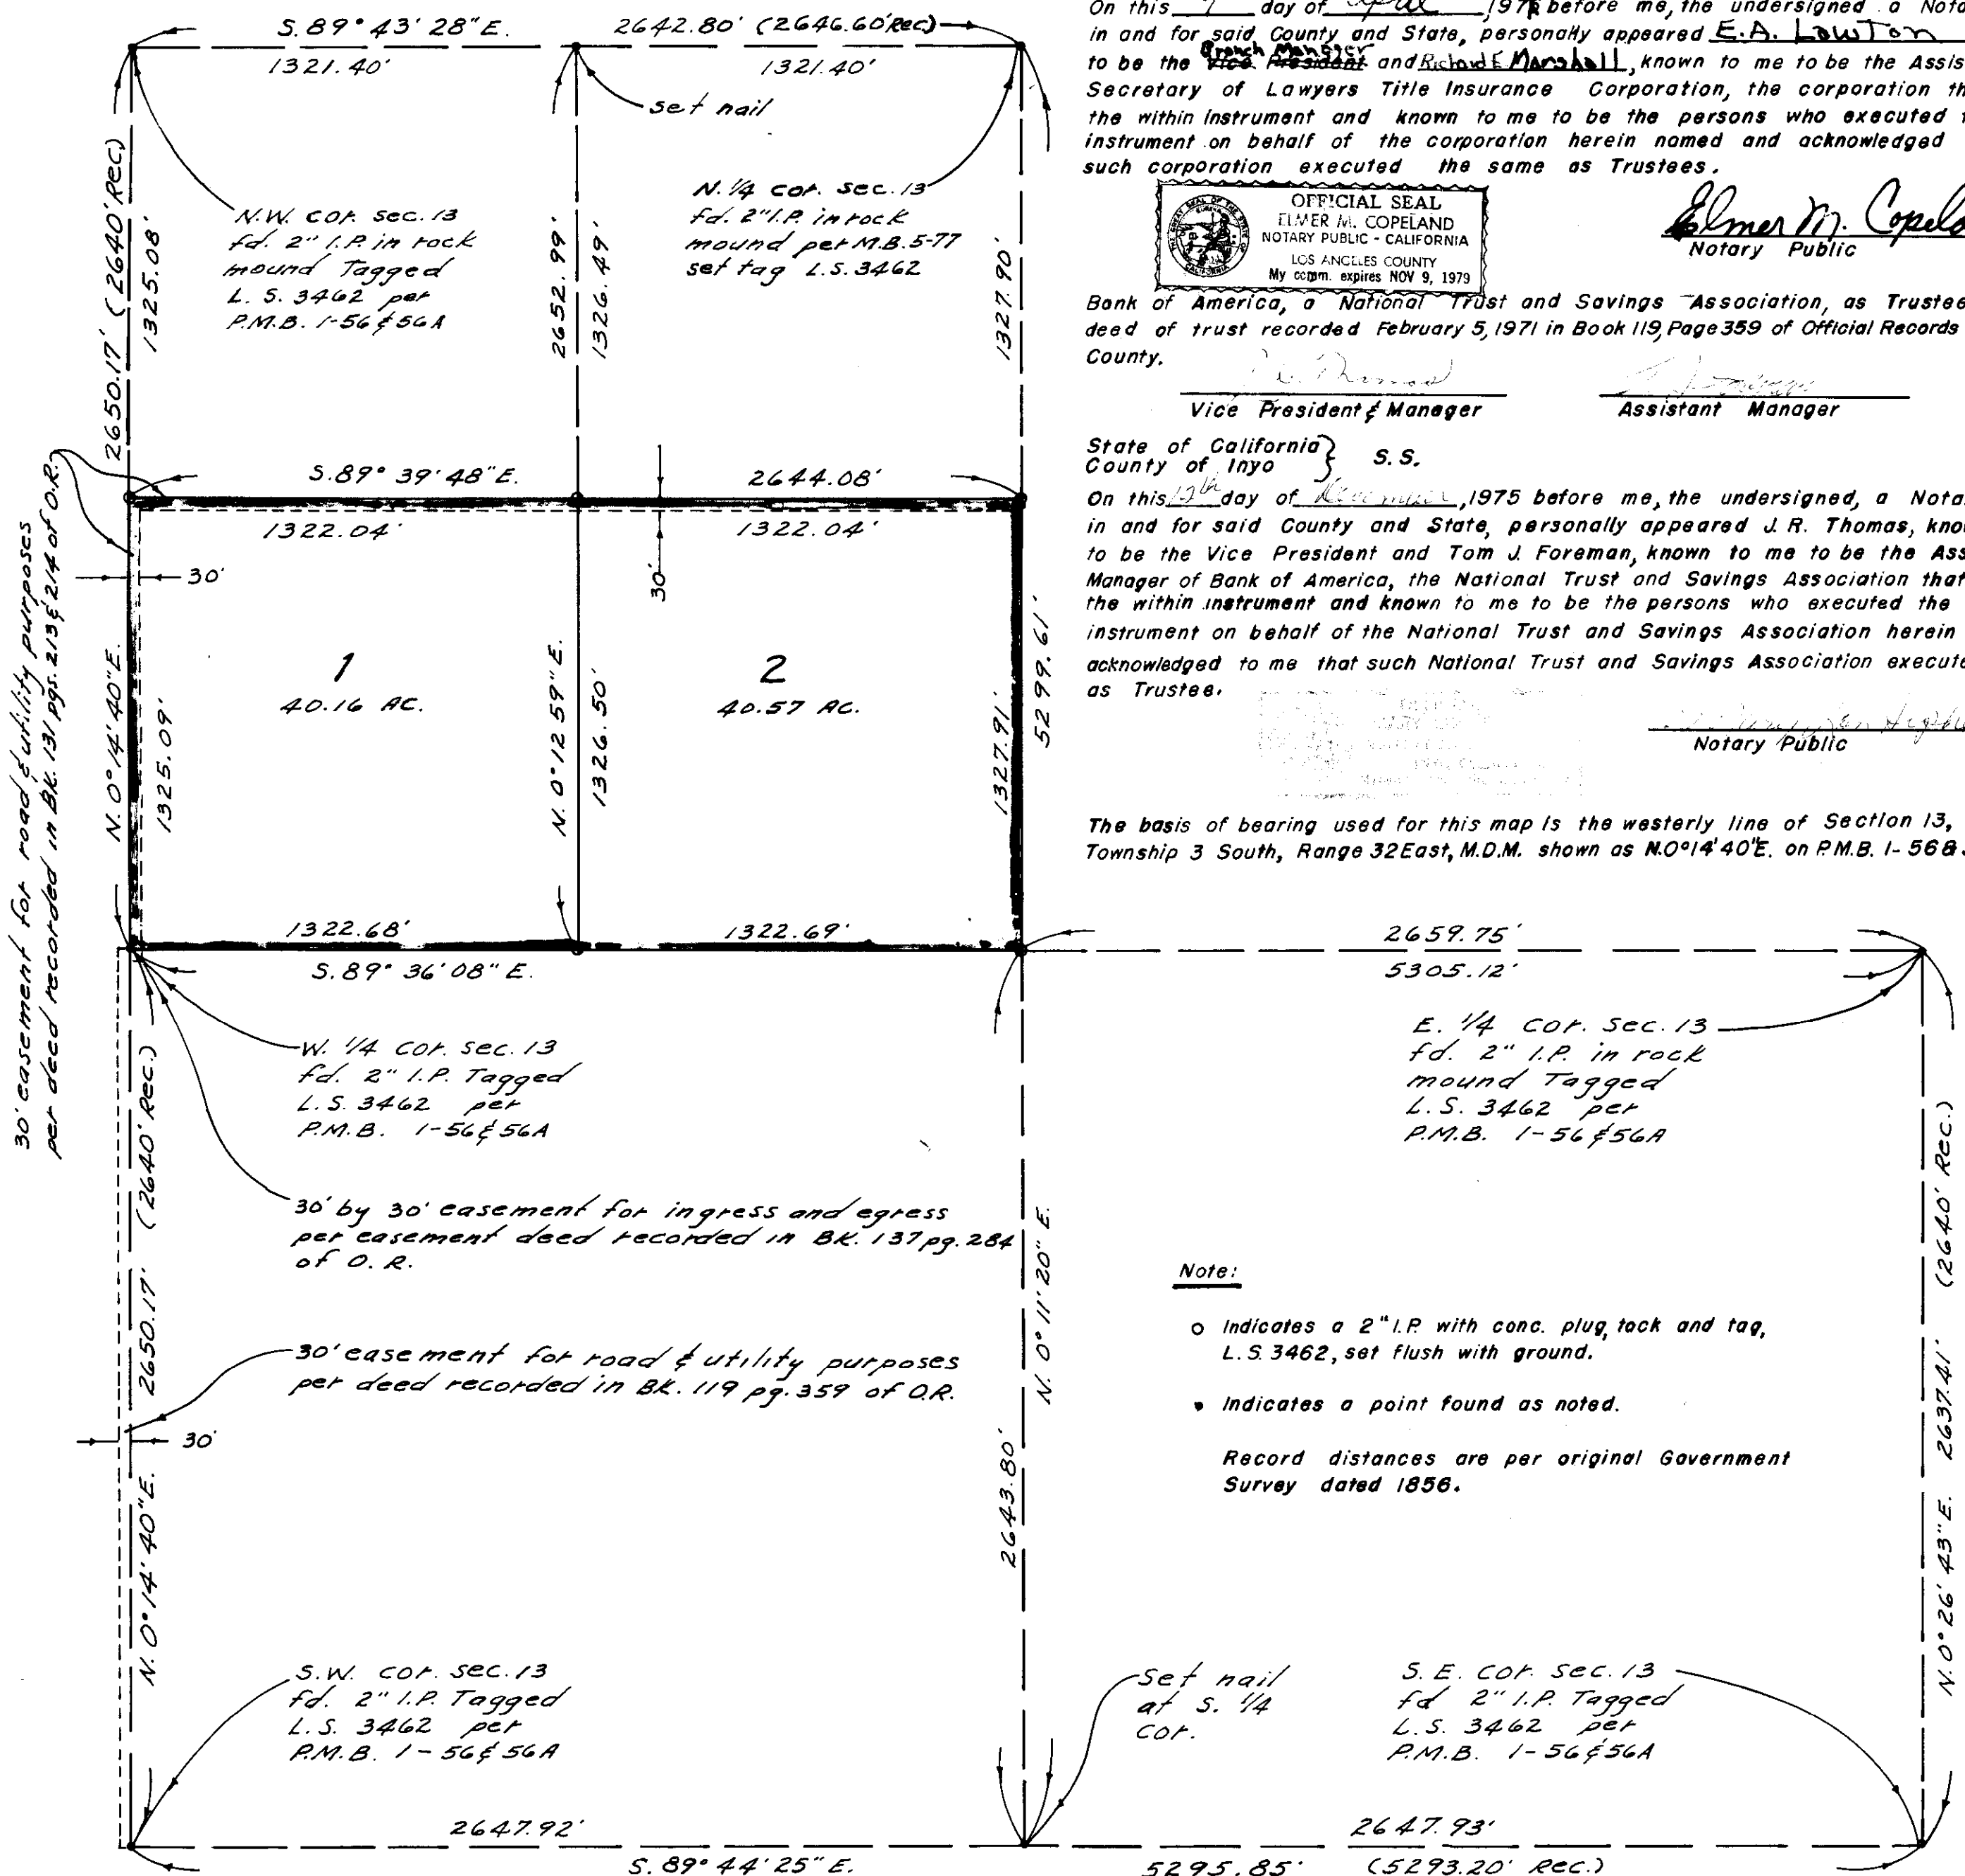 S. 89° 43' 28" E.
2642.80' (2646.60' Rec)
1321.40'
1321.40'
set nail
2650.17' (2640' Rec)
1325.08'
N.W. cor. sec. 13
fd. 2" I.P. in rock
mound Tagged
L. S. 3462 per
P.M.B. 1-56 & 56A
2652.99'
1326.49'
N. 1/4 cor. sec. 13
fd. 2" I.P. in rock
mound per M.B. 5-77
set tag L.S. 3462
1327.90'
S. 89° 39' 48" E.
2644.08'
1322.04'
1322.04'
30'
30'
30' easement for road & utility purposes
per deed recorded in BK. 131 pgs. 213 & 214 of O.R.
N. 0° 14' 40" E.
1325.09'
1
40.16 AC.
N. 0° 12' 59" E.
1326.50'
2
40.57 AC.
1327.91'
5299.61'
1322.68'
1322.69'
S. 89° 36' 08" E.
On this 7 day of April, 197 before me, the undersigned a Nota
in and for said County and State, personally appeared E.A. Lawton
Branch Manager
to be the Vice President and Richard E. Marshall, known to me to be the Assis
Secretary of Lawyers Title Insurance Corporation, the corporation th
the within instrument and known to me to be the persons who executed t
instrument on behalf of the corporation herein named and acknowledged
such corporation executed the same as Trustees.
OFFICIAL SEAL
ELMER M. COPELAND
NOTARY PUBLIC - CALIFORNIA
LOS ANGELES COUNTY
My comm. expires NOV 9, 1979
Elmer M. Copela
Notary Public
Bank of America, a National Trust and Savings Association, as Trustee
deed of trust recorded February 5, 1971 in Book 119, Page 359 of Official Records
County.
Thomas
Vice President & Manager
Assistant Manager
State of California }
County of Inyo } S.S.
On this 12th day of December, 1975 before me, the undersigned, a Nota
in and for said County and State, personally appeared J. R. Thomas, kno
to be the Vice President and Tom J. Foreman, known to me to be the Ass
Manager of Bank of America, the National Trust and Savings Association that
the within instrument and known to me to be the persons who executed the
instrument on behalf of the National Trust and Savings Association herein
acknowledged to me that such National Trust and Savings Association execut
as Trustee.
Notary Public
The basis of bearing used for this map is the westerly line of Section 13,
Township 3 South, Range 32 East, M.D.M. shown as N.0°14'40"E. on P.M.B. 1-56 &
2659.75'
5305.12'
W. 1/4 cor. sec. 13
fd. 2" I.P. Tagged
L. S. 3462 per
P.M.B. 1-56 & 56A
E. 1/4 cor. sec. 13
fd. 2" I.P. in rock
mound Tagged
L. S. 3462 per
P.M.B. 1-56 & 56A
30' by 30' easement for ingress and egress
per easement deed recorded in BK. 137 pg. 284
of O. R.
30' easement for road & utility purposes
per deed recorded in BK. 119 pg. 359 of O.R.
30'
N. 0° 14' 40" E. 2650.17' (2640' Rec.)
2643.80'
N. 0° 11' 20" E.
Note:
o Indicates a 2" I.P. with conc. plug, tack and tag,
L. S. 3462, set flush with ground.
• Indicates a point found as noted.
Record distances are per original Government
Survey dated 1856.
N. 0° 26' 43" E. 2637.41' (2640' Rec.)
S.W. cor. sec. 13
fd. 2" I.P. Tagged
L. S. 3462 per
P.M.B. 1-56 & 56A
Set nail
at S. 1/4
cor.
S. E. cor. sec. 13
fd 2" I.P. Tagged
L. S. 3462 per
P.M.B. 1-56 & 56A
2647.92'
2647.93'
S. 89° 44' 25" E.
5295.85'
(5293.20' Rec.)